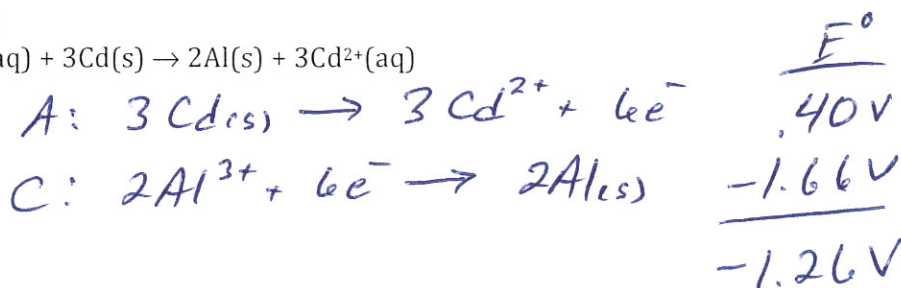 aq) + 3Cd(s) → 2Al(s) + 3Cd²⁺(aq)
E°
A: 3 Cd(s) → 3 Cd²⁺ + 6e⁻ .40V
C: 2Al³⁺ + 6e⁻ → 2Al(s) -1.66V
-1.26V